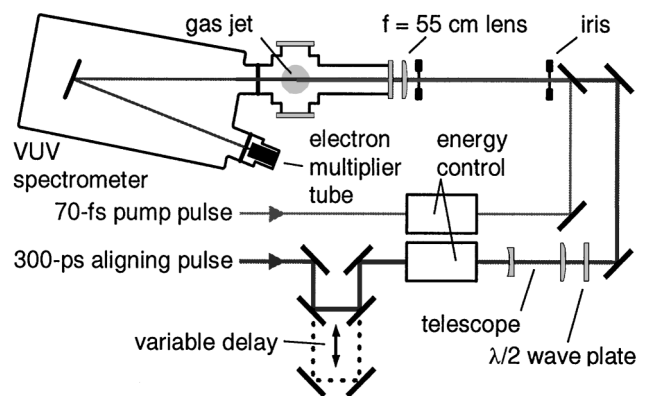 gas jet
f = 55 cm lens
iris
VUV
spectrometer
electron
multiplier
tube
energy
control
70-fs pump pulse
300-ps aligning pulse
variable delay
telescope
λ/2 wave plate